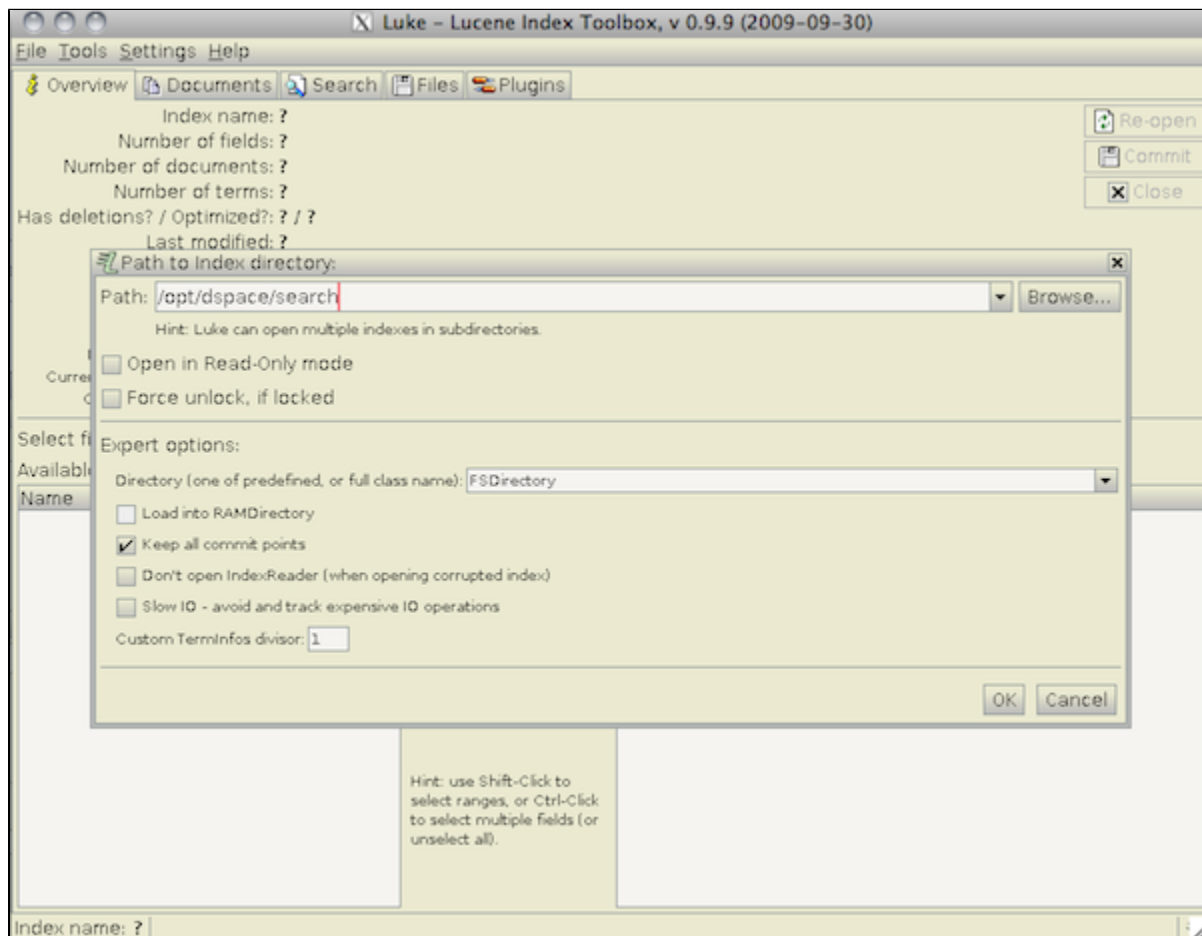 X Luke – Lucene Index Toolbox, v 0.9.9 (2009-09-30)
File Tools Settings Help
Overview Documents Search Files Plugins
Index name: ?
Re-open
Number of fields: ?
Number of documents: ?
Commit
Number of terms: ?
Close
Has deletions? / Optimized?: ? / ?
Last modified: ?
Path to Index directory:
Path: /opt/dspace/search Browse...
Hint: Luke can open multiple indexes in subdirectories.
Open in Read-Only mode
Force unlock, if locked
Select
Expert options:
Directory (one of predefined, or full class name): FSDirectory
Name
Load into RAMDirectory
Keep all commit points
Don't open IndexReader (when opening corrupted index)
Slow IO - avoid and track expensive IO operations
Custom TermInfos divisor: 1
OK Cancel
Hint: use Shift-Click to
select ranges, or Ctrl-Click
to select multiple fields (or
unselect all).
Index name: ?